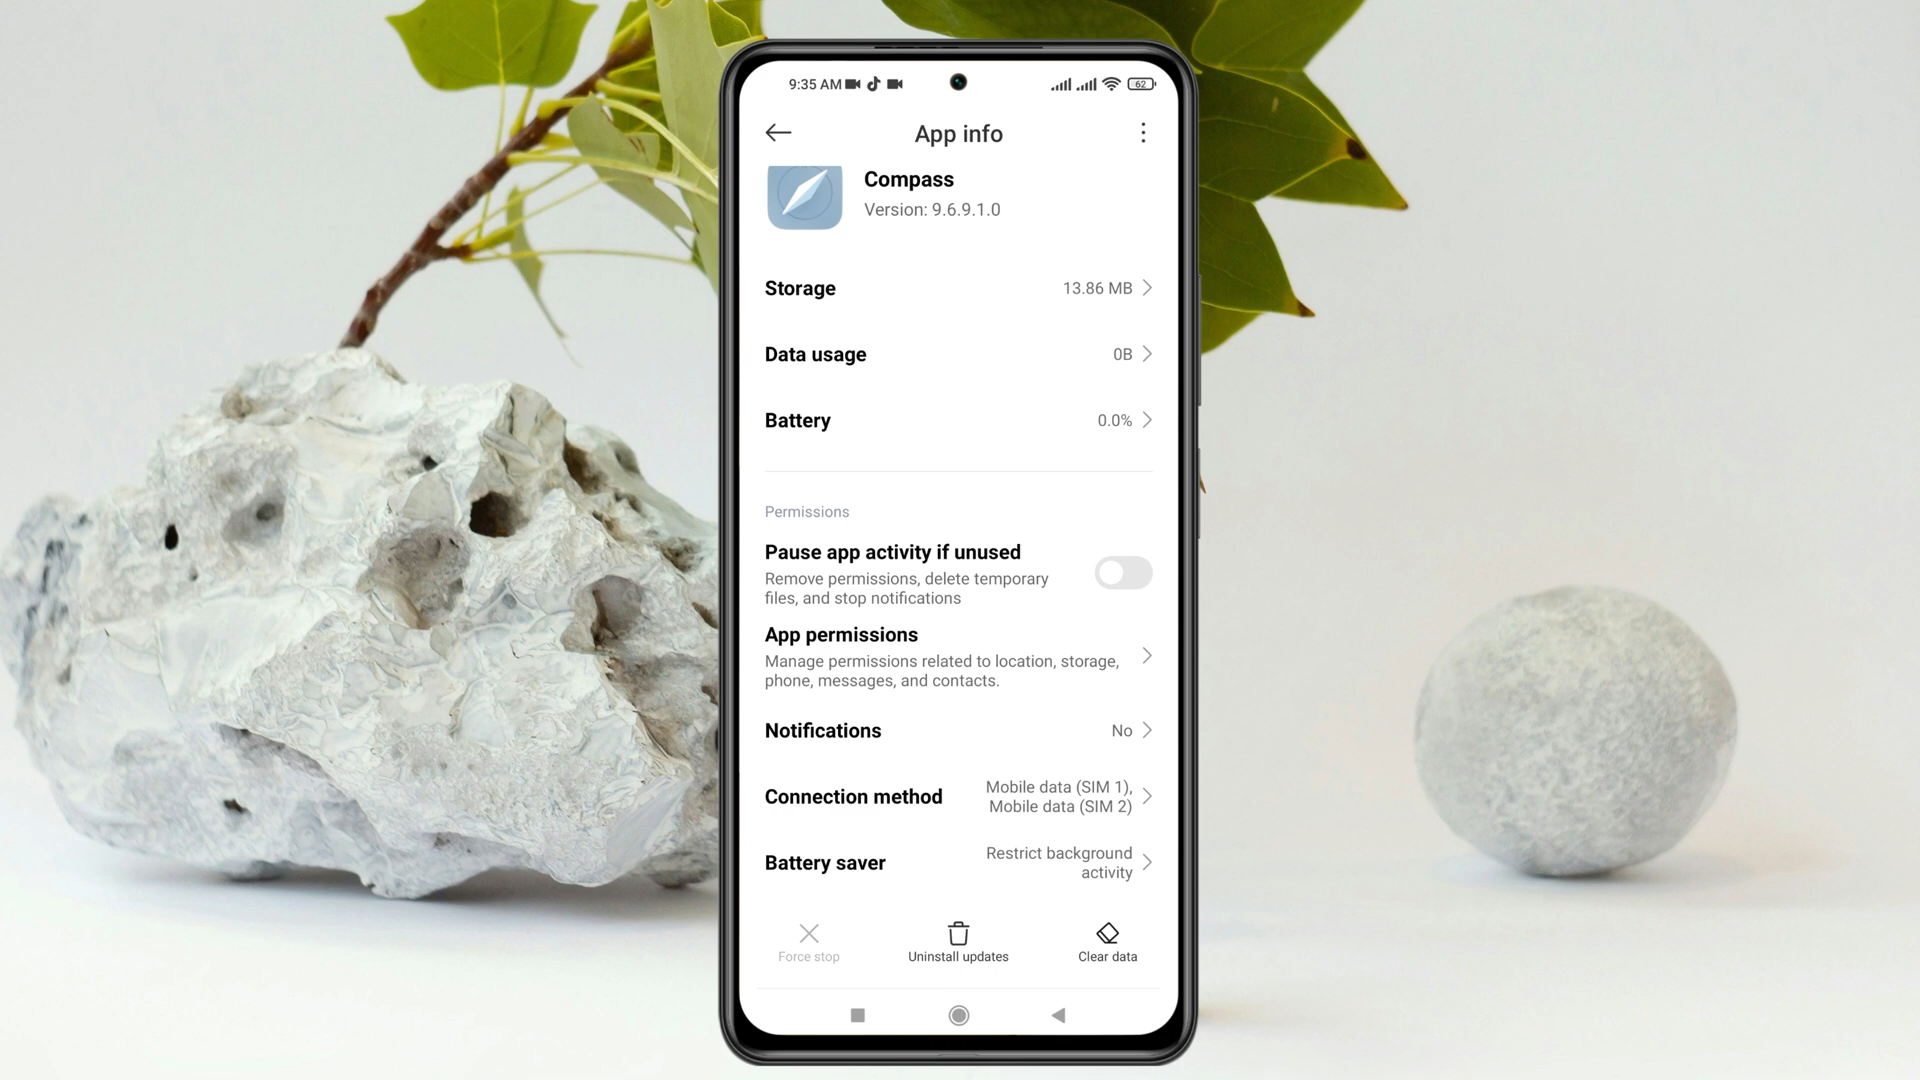 9:35 AM
62
App info
Compass
Version: 9.6.9.1.0
Storage
13.86 MB
Data usage
0B
Battery
0.0%
Permissions
Pause app activity if unused
Remove permissions, delete temporary
files, and stop notifications
App permissions
Manage permissions related to location, storage,
phone, messages, and contacts.
Notifications
No
Connection method
Mobile data (SIM 1),
Mobile data (SIM 2)
Battery saver
Restrict background
activity
Force stop
Uninstall updates
Clear data